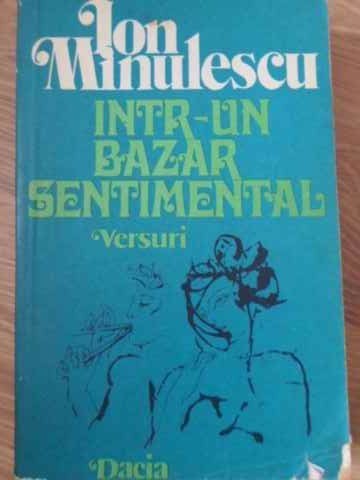 Ion
Minulescu
INTR-UN
BAZAR
SENTIMENTAL
Versuri
Dacia